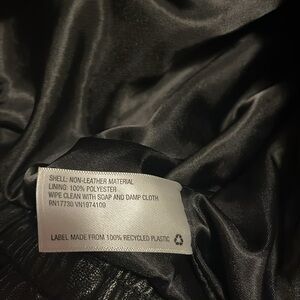 SHELL: NON-LEATHER MATERIAL
LINING: 100% POLYESTER
WIPE CLEAN WITH SOAP AND DAMP CLOTH
RN17730 VN1974109
LABEL MADE FROM 100% RECYCLED PLASTIC